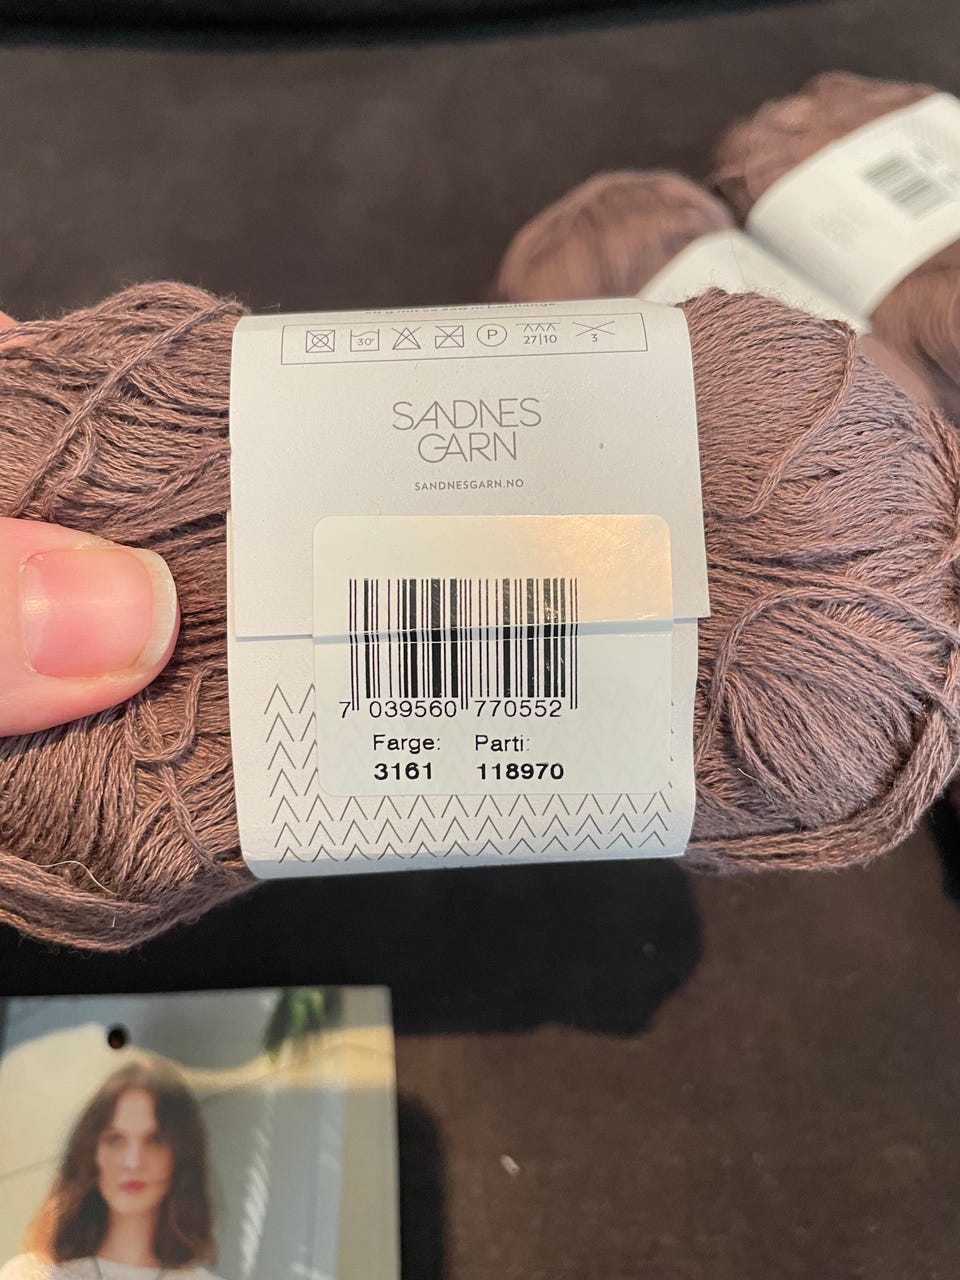 30°
P
27|10
3
SANDNES
GARN
SANDNESGARN.NO
7 039560 770552
Farge: Parti:
3161 118970